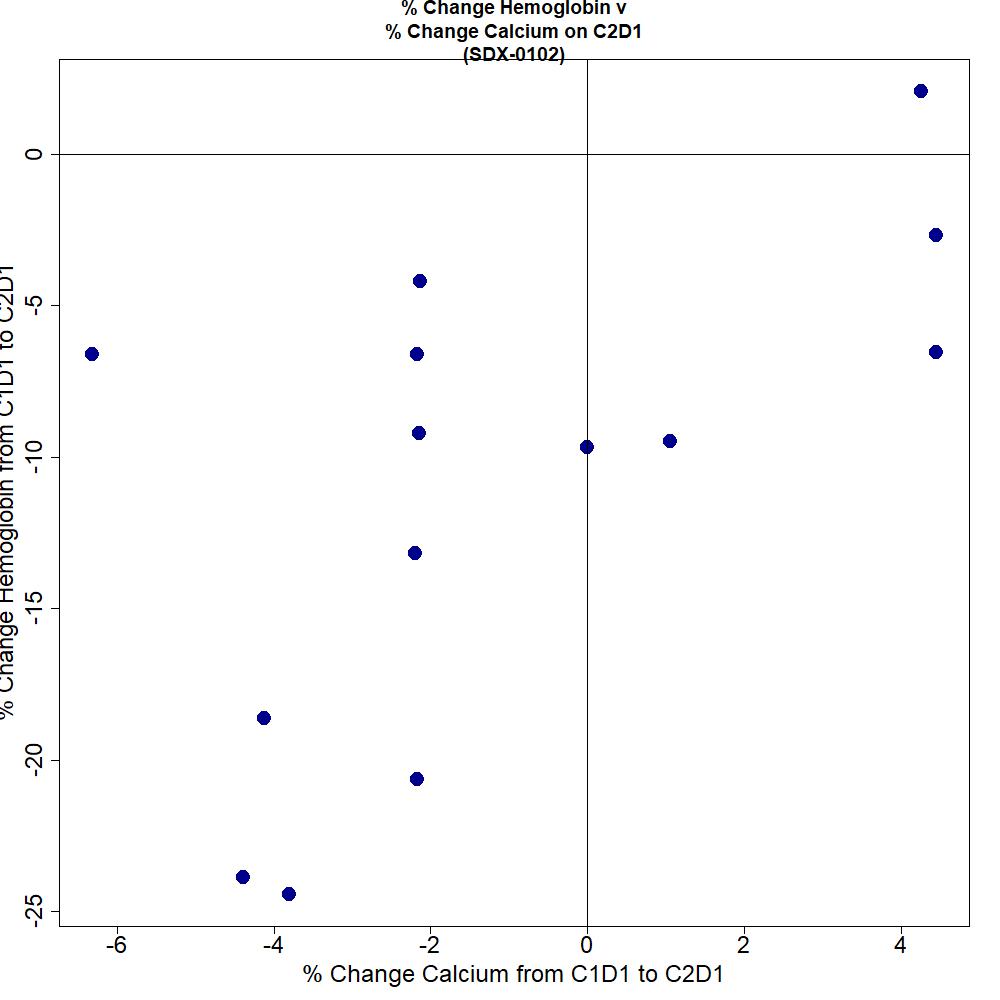 % Change Hemoglobin v
% Change Calcium on C2D1
(SDX-0102)
% Change Hemoglobin from C1D1 to C2D1
0
-5
-10
-15
-20
-25
-6
-4
-2
0
2
4
% Change Calcium from C1D1 to C2D1